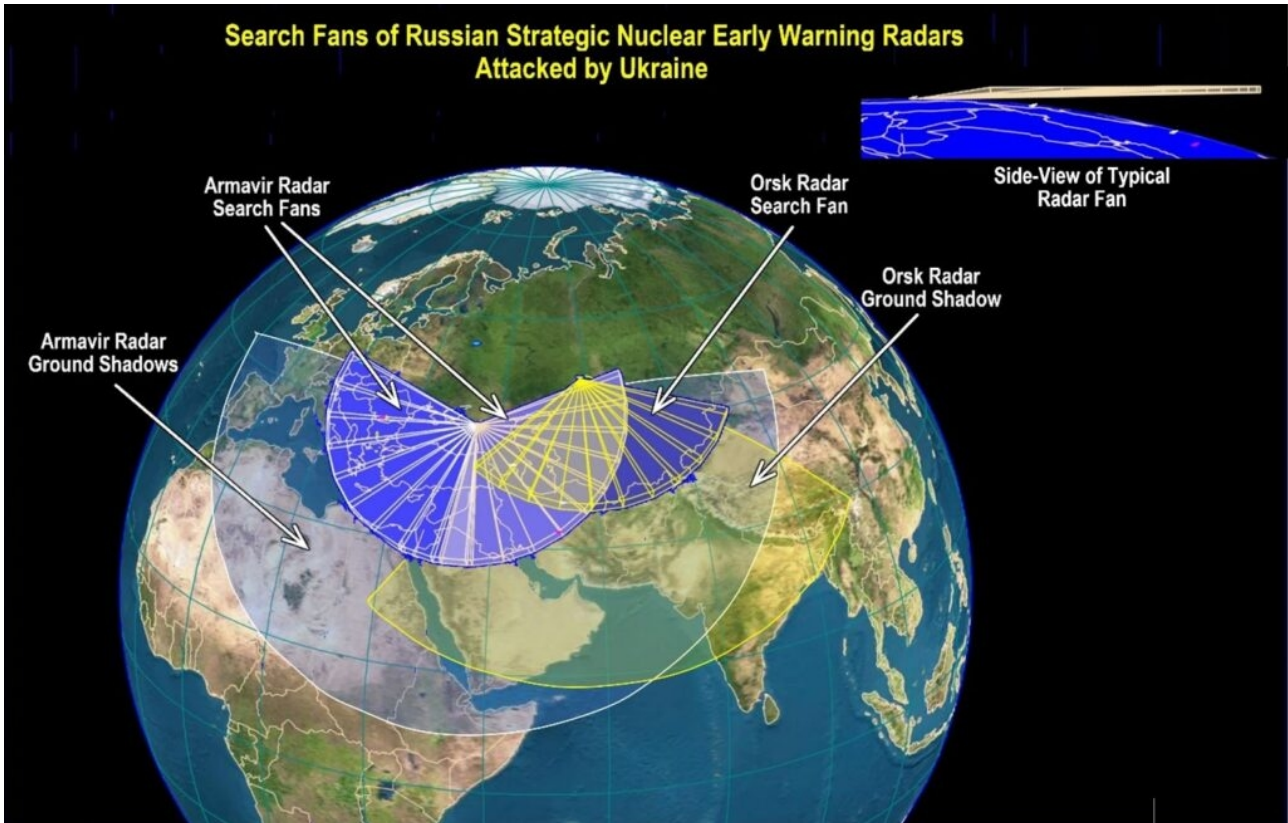 Search Fans of Russian Strategic Nuclear Early Warning Radars
Attacked by Ukraine
Side-View of Typical
Radar Fan
Armavir Radar
Search Fans
Orsk Radar
Search Fan
Orsk Radar
Ground Shadow
Armavir Radar
Ground Shadows